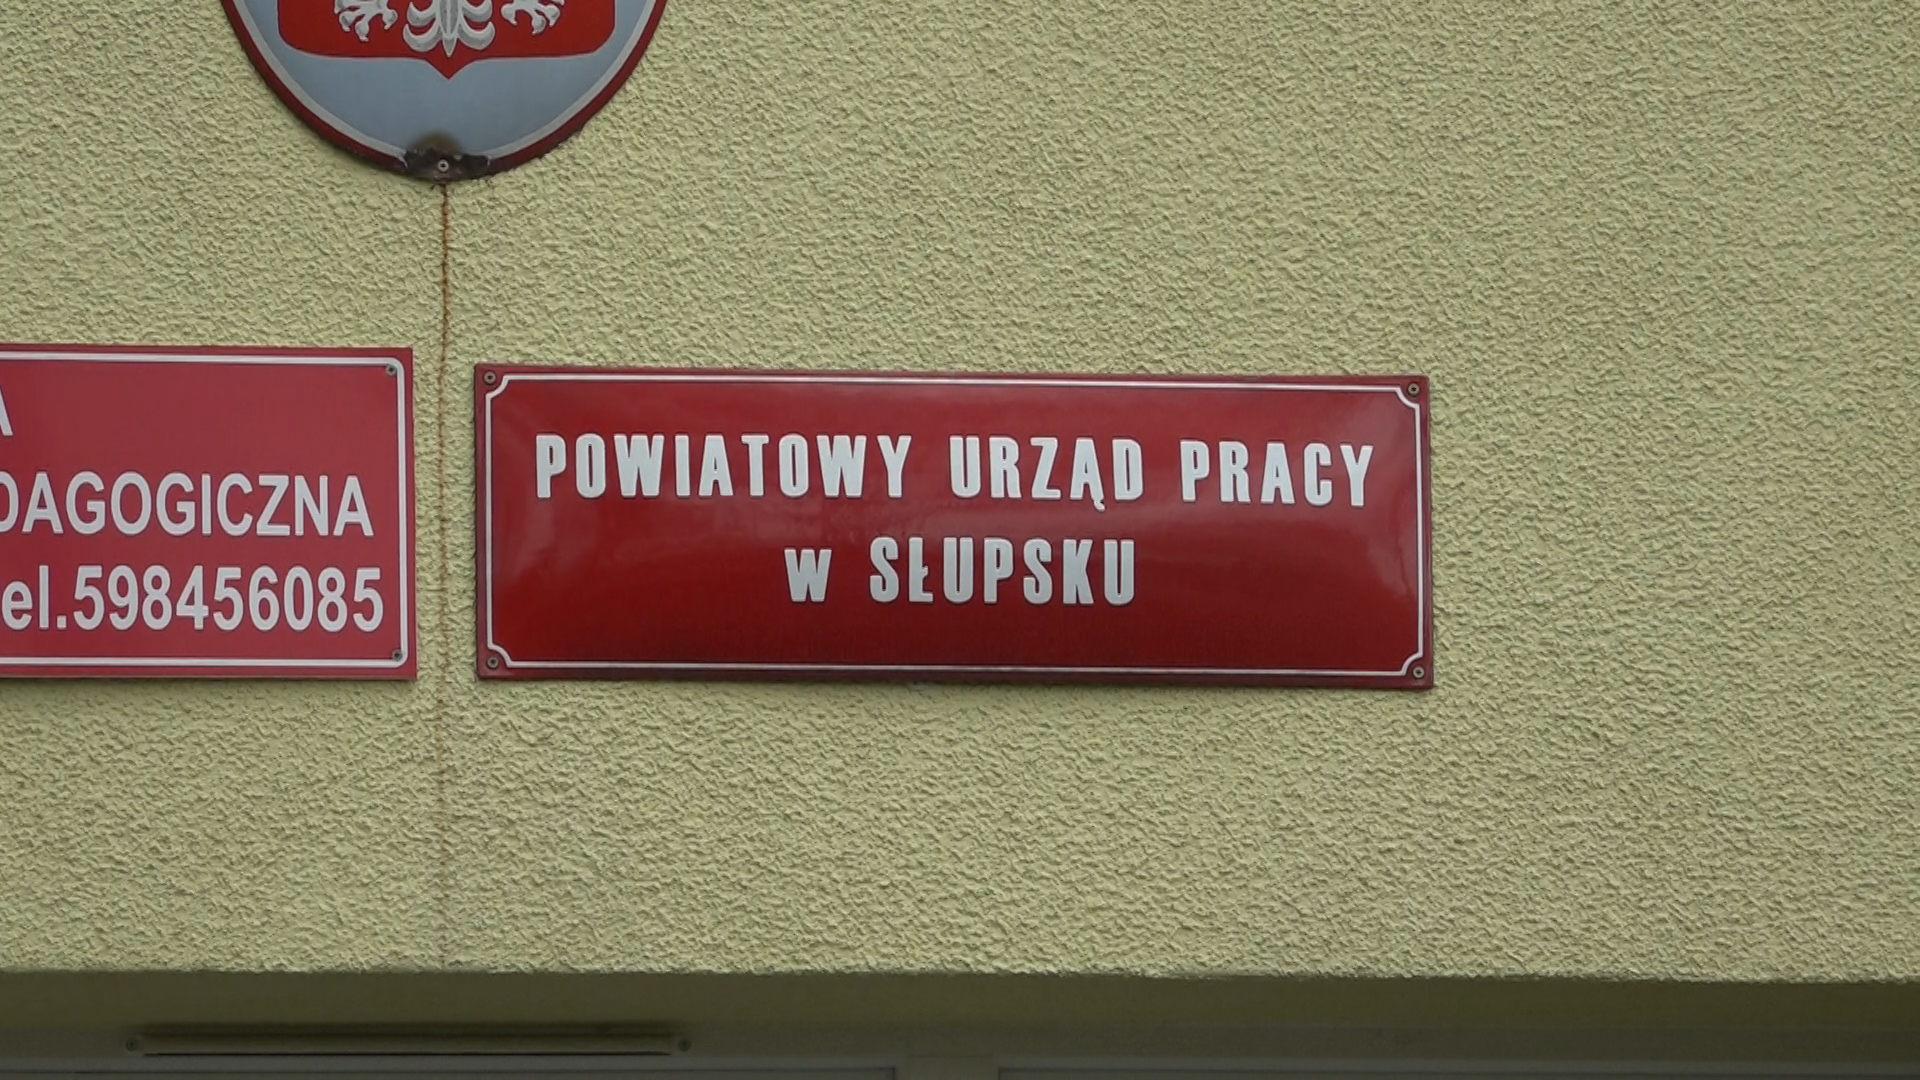 DAGOGICZNA
el.598456085
POWIATOWY URZĄD PRACY
w SŁUPSKU